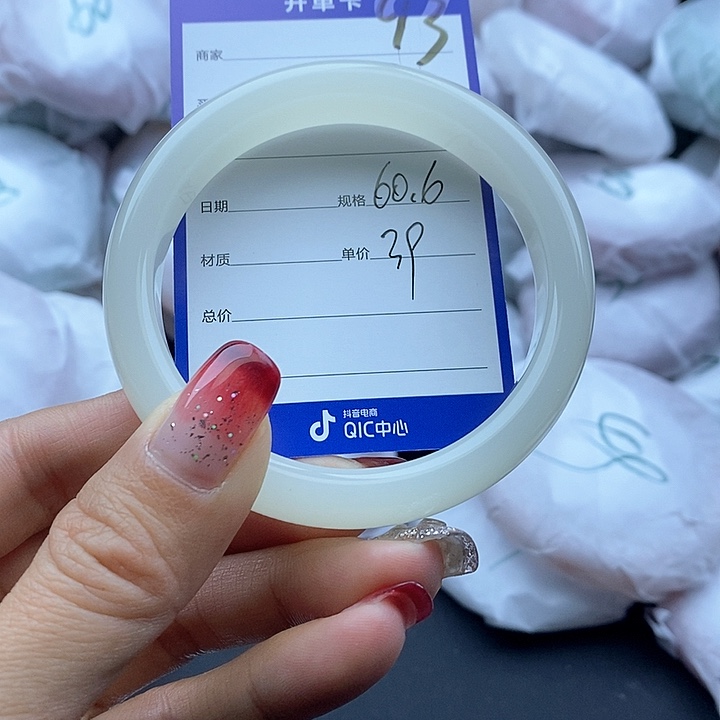 开单卡 93
商家
日期 规格 60.6
材质 单价 39
总价
抖音电商
QIC中心